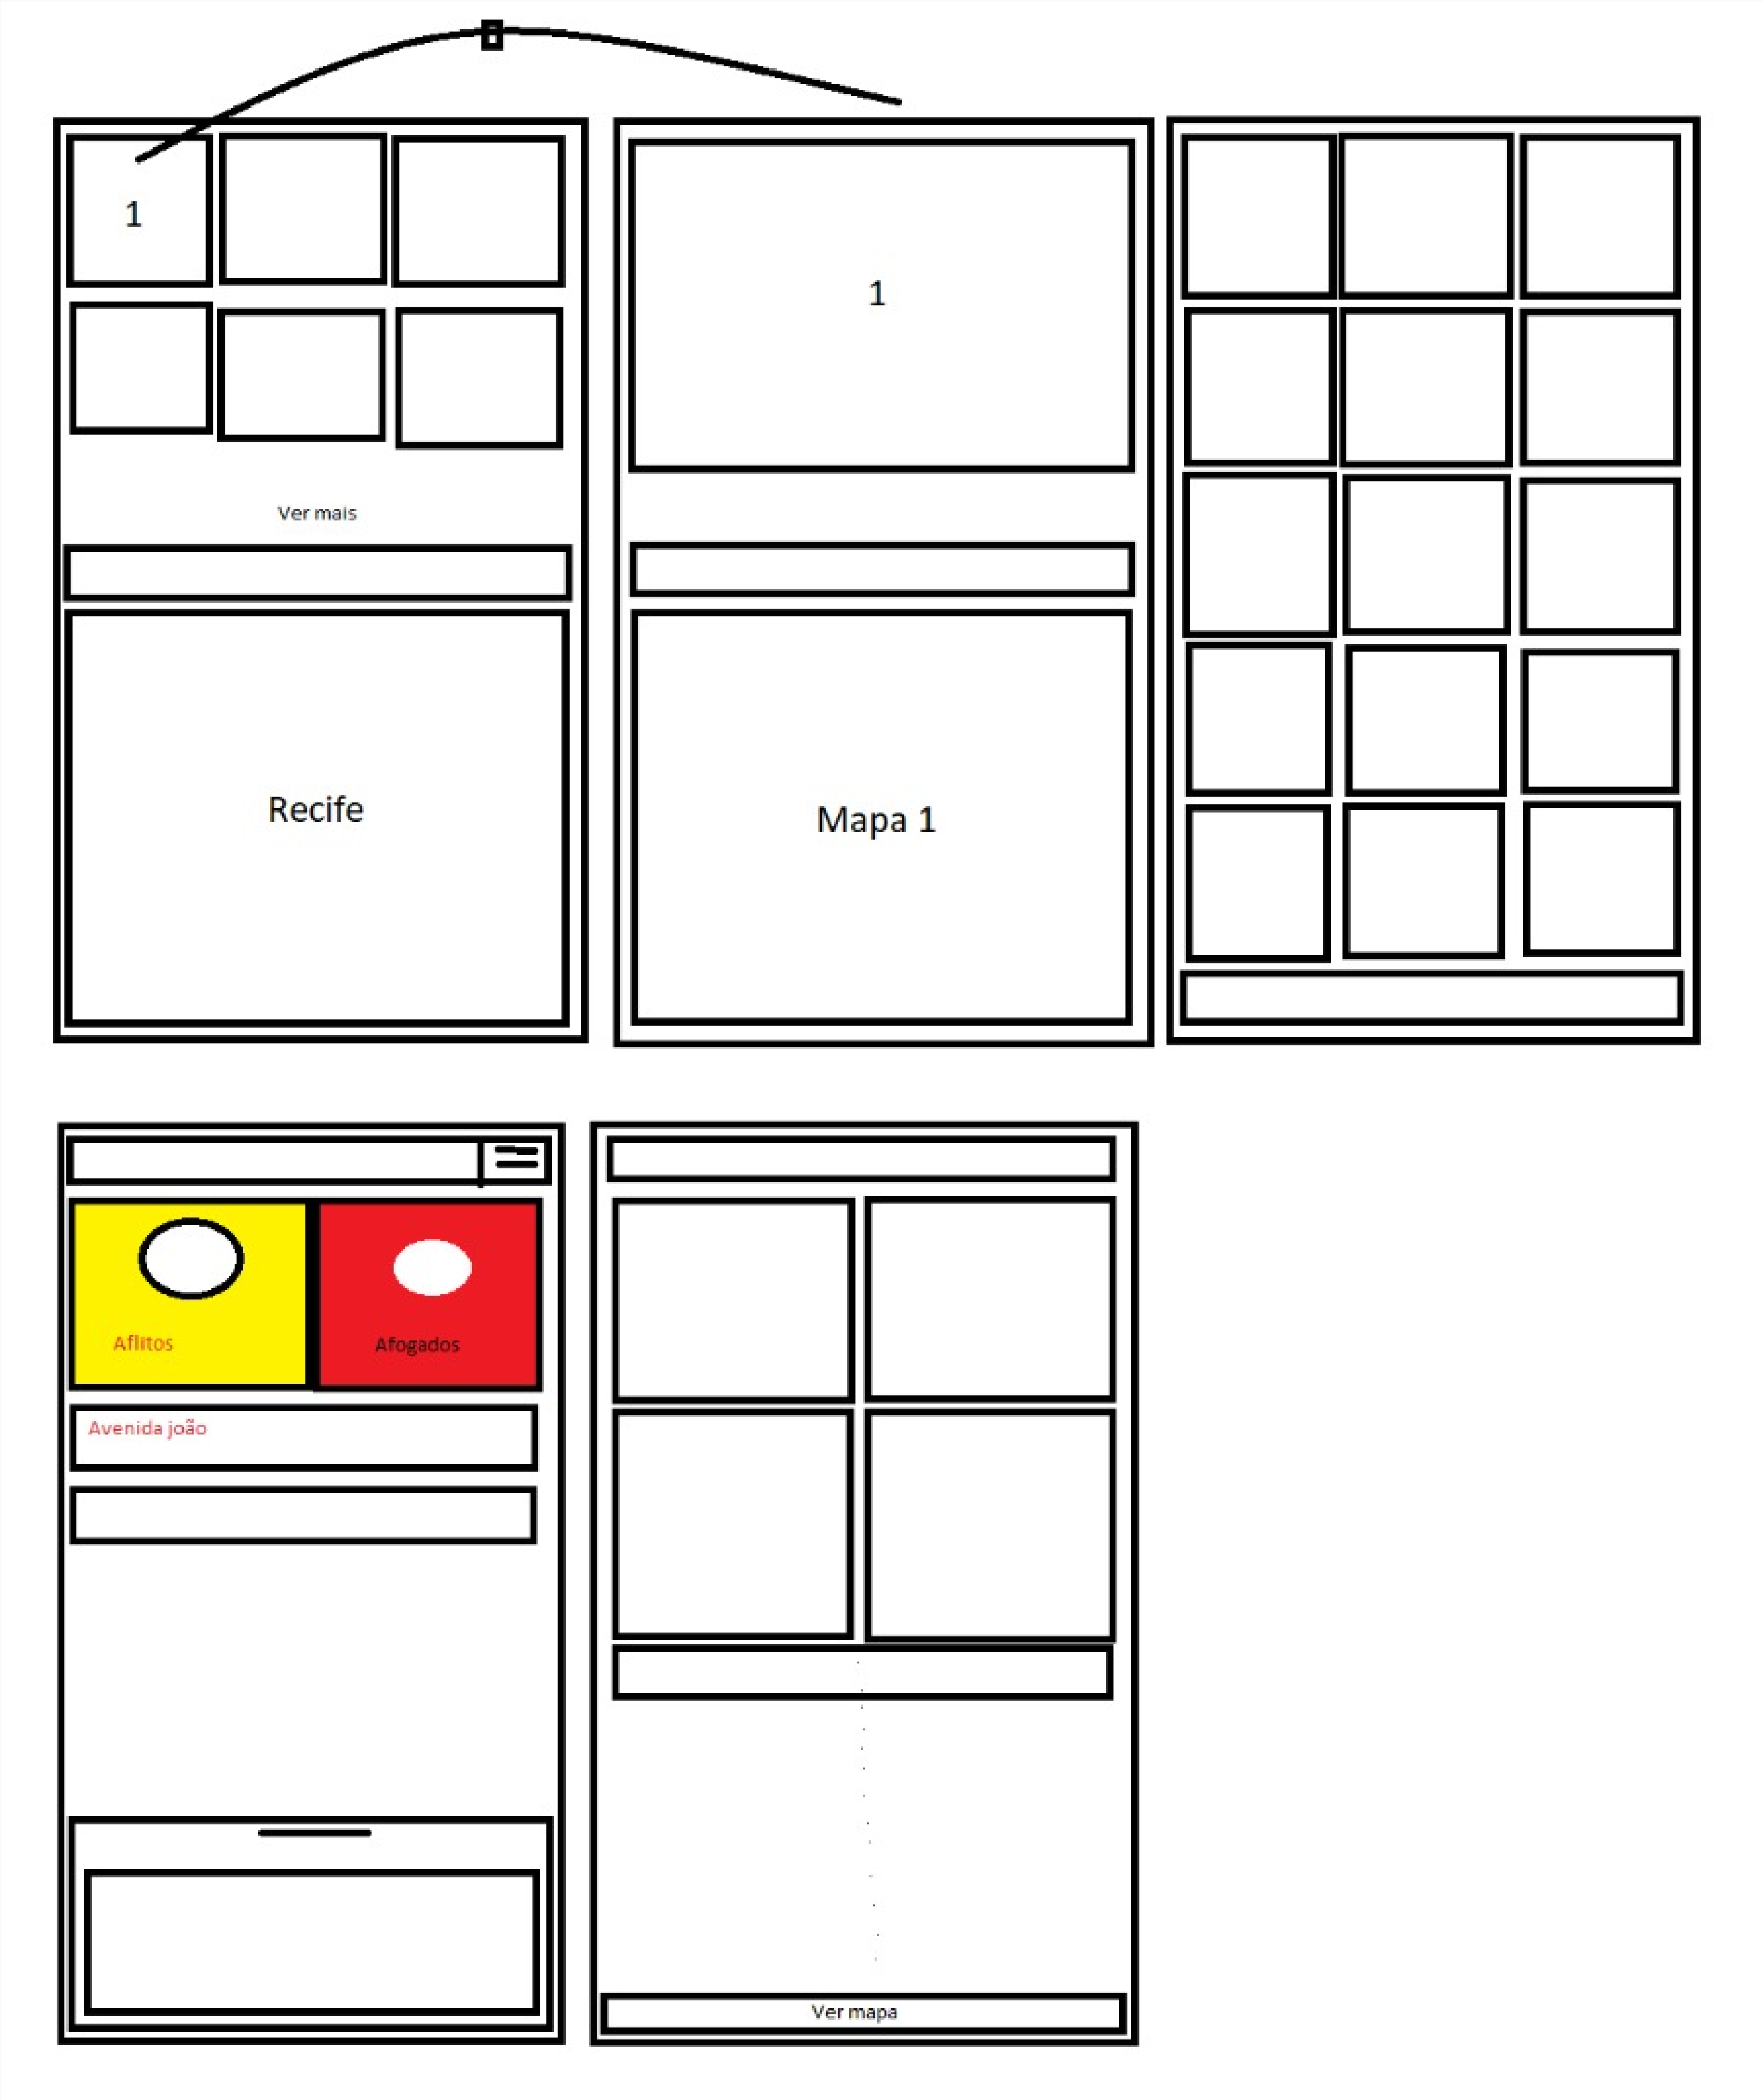 1
Ver mais
Recife
1
Mapa 1
Aflitos
Afogados
Avenida joão
Ver mapa